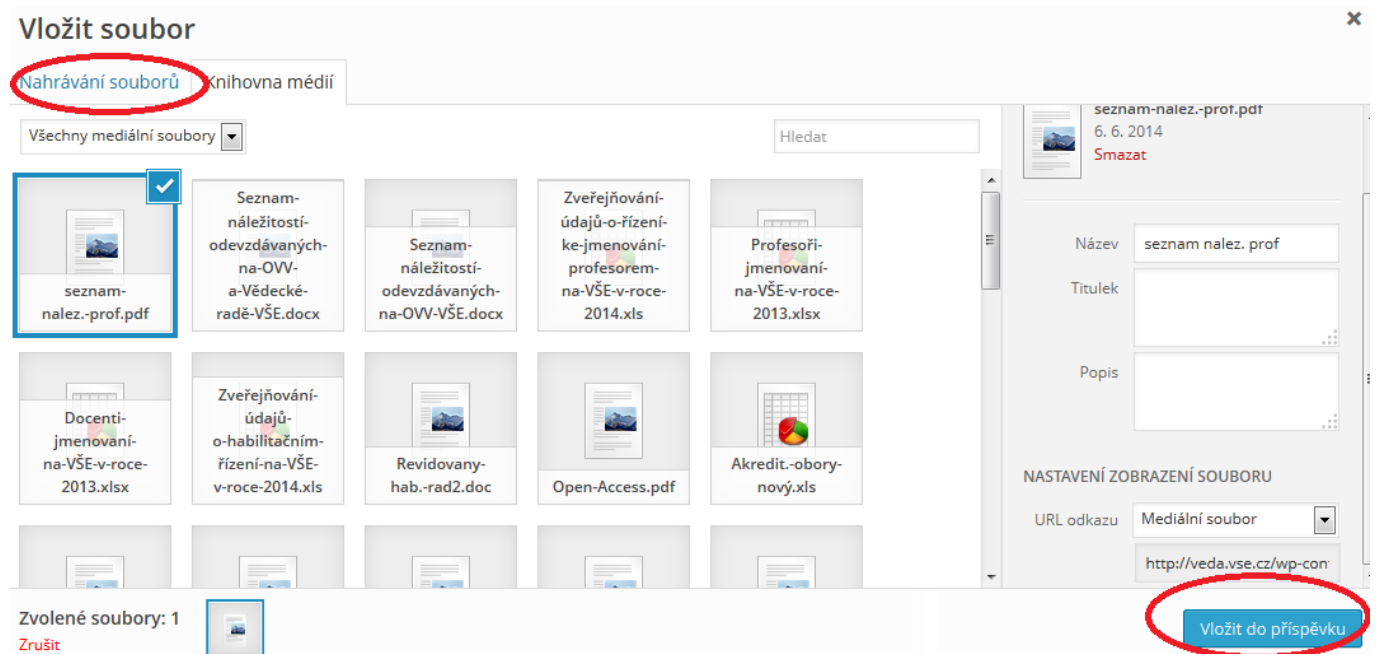 Vložit soubor
Nahrávání souborů
Knihovna médií
Všechny mediální soubory
Hledat
seznam-
nalez.-prof.pdf
Seznam-
náležitostí-
odevzdávaných-
na-OVV-
a-Vědecké-
radě-VŠE.docx
Seznam-
náležitostí-
odevzdávaných-
na-OVV-VŠE.docx
Zveřejňování-
údajů-o-řízení-
ke-jmenování-
profesorem-
na-VŠE-v-roce-
2014.xls
Profesoři-
jmenovaní-
na-VŠE-v-roce-
2013.xlsx
Docenti-
jmenovaní-
na-VŠE-v-roce-
2013.xlsx
Zveřejňování-
údajů-
o-habilitačním-
řízení-na-VŠE-
v-roce-2014.xls
Revidovany-
hab.-rad2.doc
Open-Access.pdf
Akredit.-obory-
nový.xls
seznam-nalez.-prof.pdf
6. 6. 2014
Smazat
Název seznam nalez. prof
Titulek
Popis
NASTAVENÍ ZOBRAZENÍ SOUBORU
URL odkazu Mediální soubor
http://veda.vse.cz/wp-con
Zvolené soubory: 1
Zrušit
Vložit do příspěvku